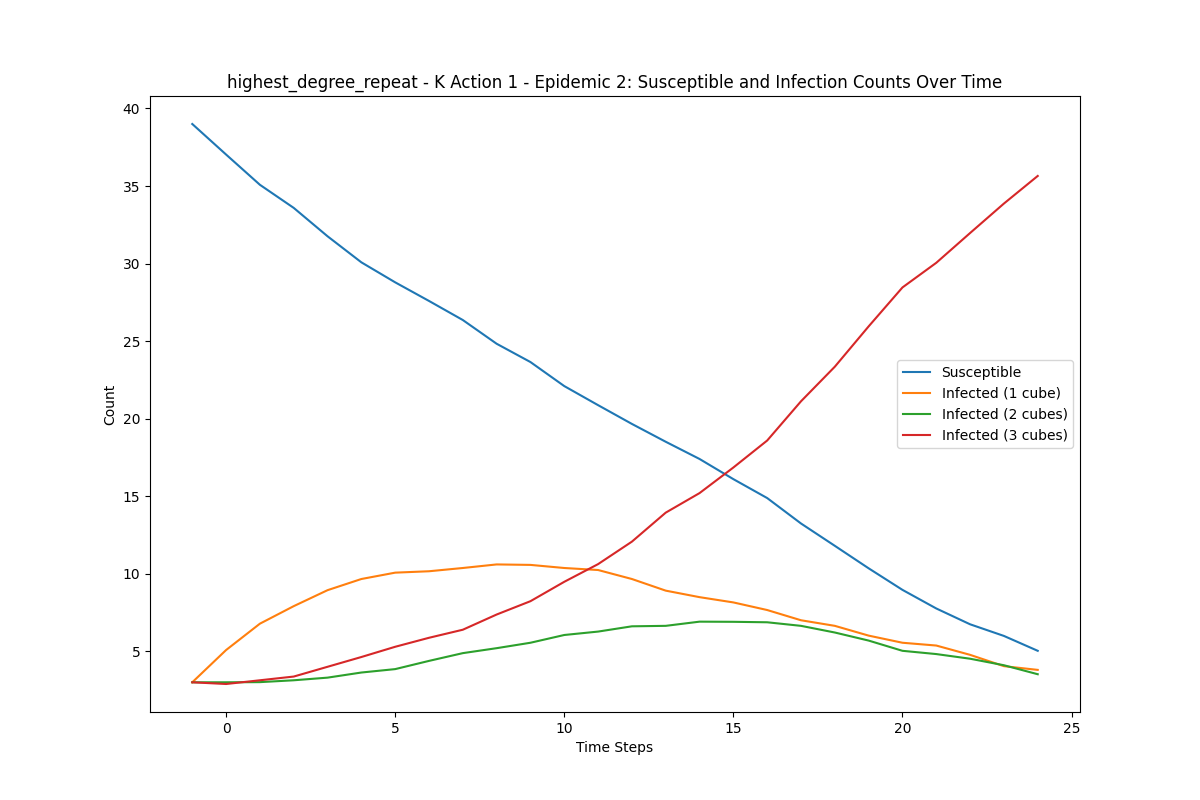 highest_degree_repeat - K Action 1 - Epidemic 2: Susceptible and Infection Counts Over Time
40
35
30
25
20
15
10
5
Count
Susceptible
Infected (1 cube)
Infected (2 cubes)
Infected (3 cubes)
0 5 10 15 20 25
Time Steps